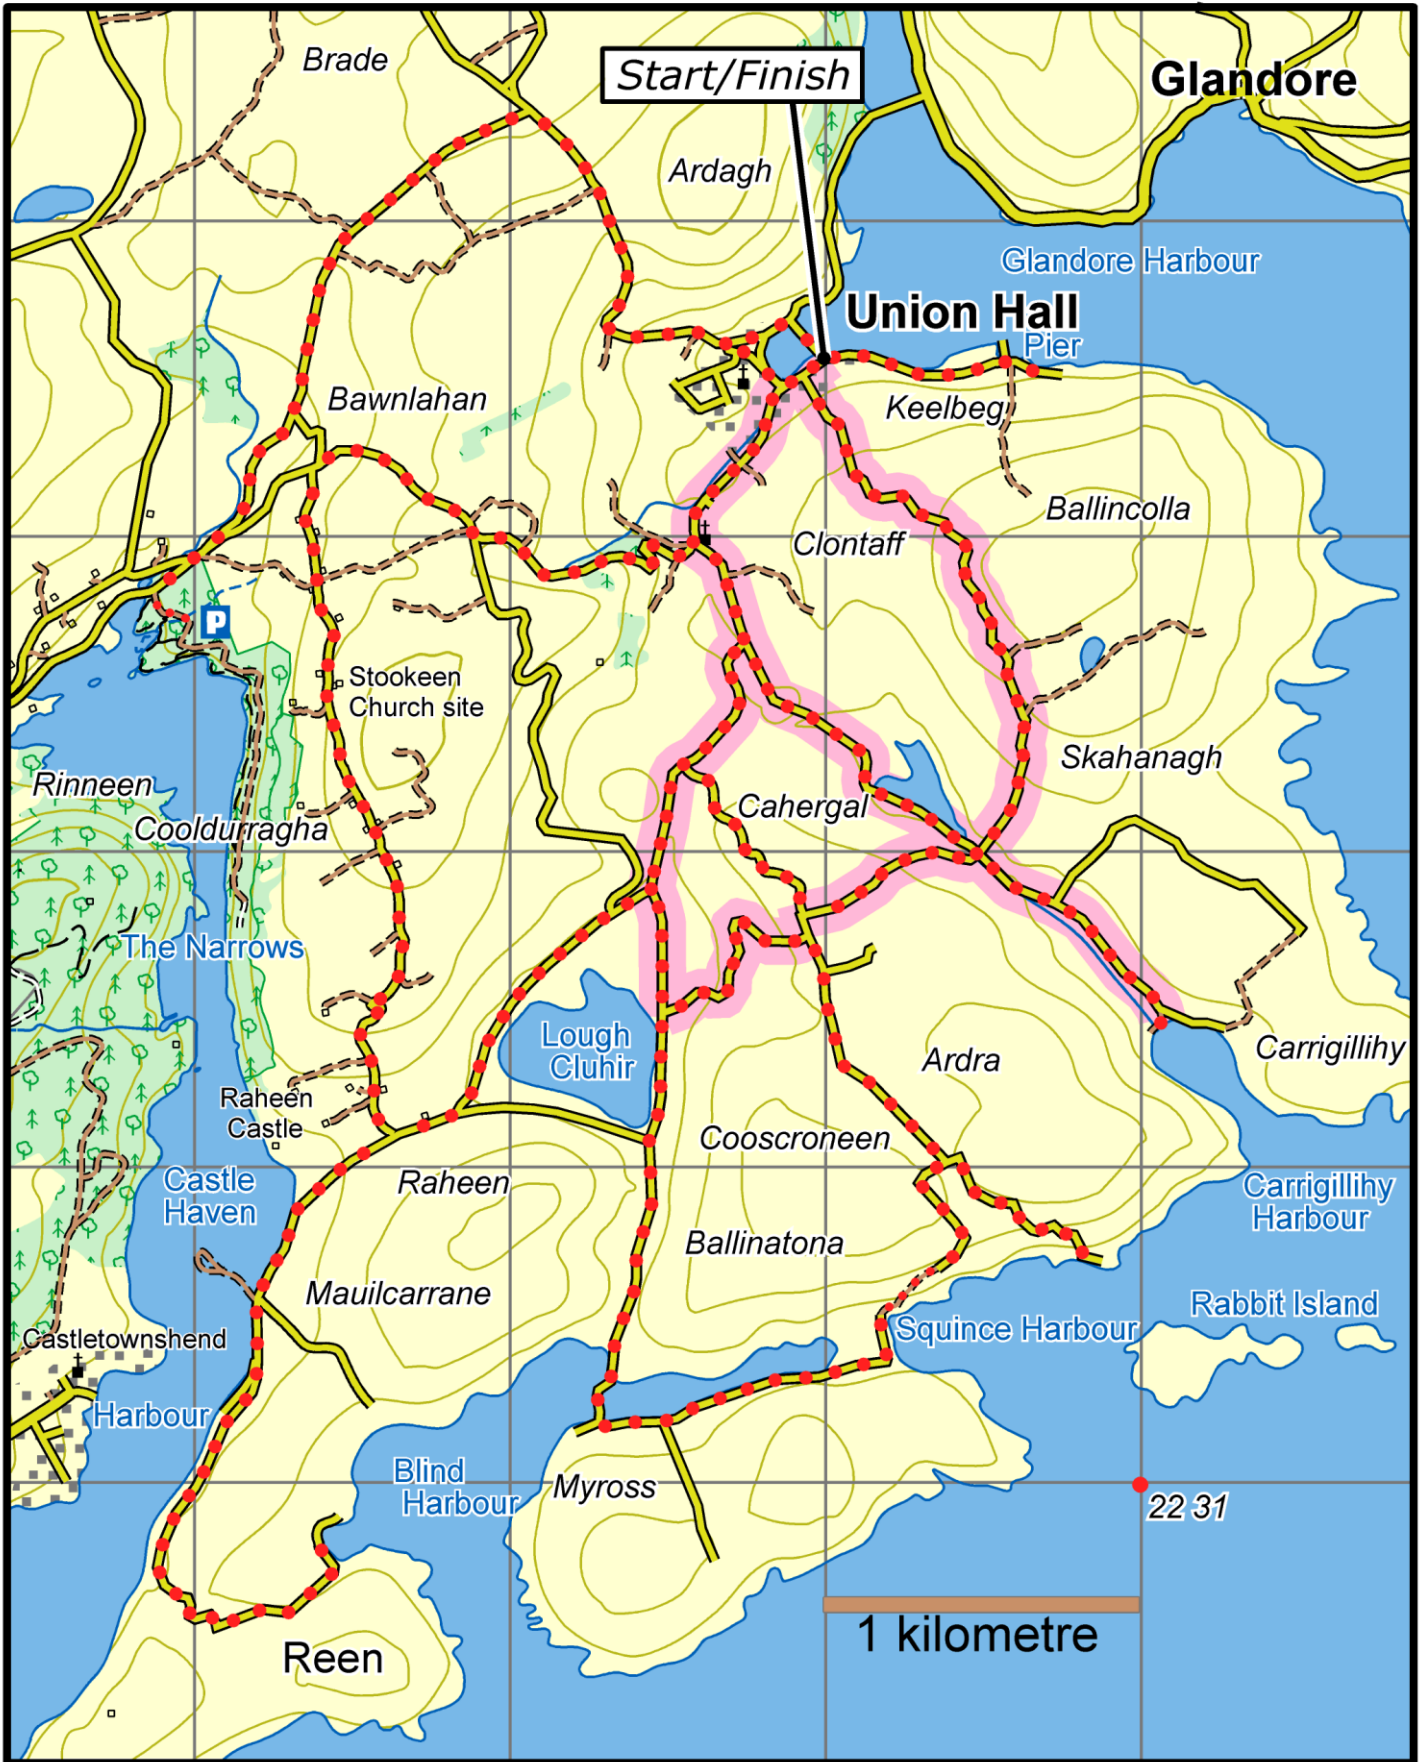 Brade
Start/Finish
Glandore
Ardagh
Glandore Harbour
Union Hall
Pier
Bawnlahan
Keelbeg
Ballincolla
Clontaff
P
Stookeen
Church site
Skahanagh
Rinneen
Cahergal
Cooldurragha
The Narrows
Lough
Cluhir
Ardra
Carrigillihy
Raheen
Castle
Cooscroneen
Castle
Haven
Raheen
Carrigillihy
Harbour
Ballinatona
Mauilcarrane
Rabbit Island
Squince Harbour
Castletownshend
Harbour
Blind
Harbour
Myross
22 31
1 kilometre
Reen